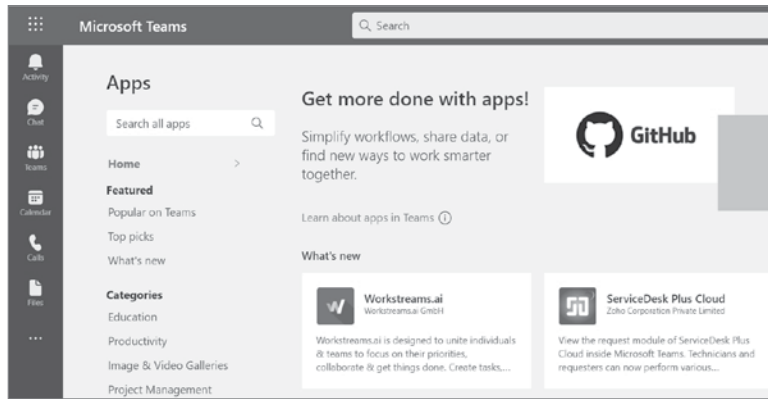 Microsoft Teams
Search
Activity
Chat
Teams
Calendar
Calls
Files
Apps
Search all apps
Home
Featured
Popular on Teams
Top picks
What's new
Categories
Education
Productivity
Image & Video Galleries
Project Management
Get more done with apps!
Simplify workflows, share data, or
find new ways to work smarter
together.
Learn about apps in Teams
GitHub
What's new
Workstreams.ai
Workstreams.ai GmbH
Workstreams.ai is designed to unite individuals
& teams to focus on their priorities,
collaborate & get things done. Create tasks,...
ServiceDesk Plus Cloud
Zoho Corporation Private Limited
View the request module of ServiceDesk Plus
Cloud inside Microsoft Teams. Technicians and
requesters can now perform various...